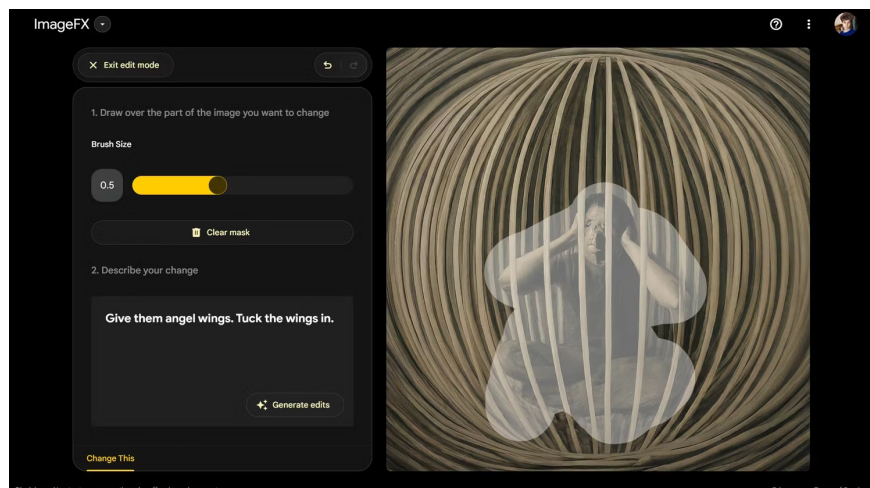 ImageFX
Exit edit mode
1. Draw over the part of the image you want to change
Brush Size
0.5
Clear mask
2. Describe your change
Give them angel wings. Tuck the wings in.
Generate edits
Change This